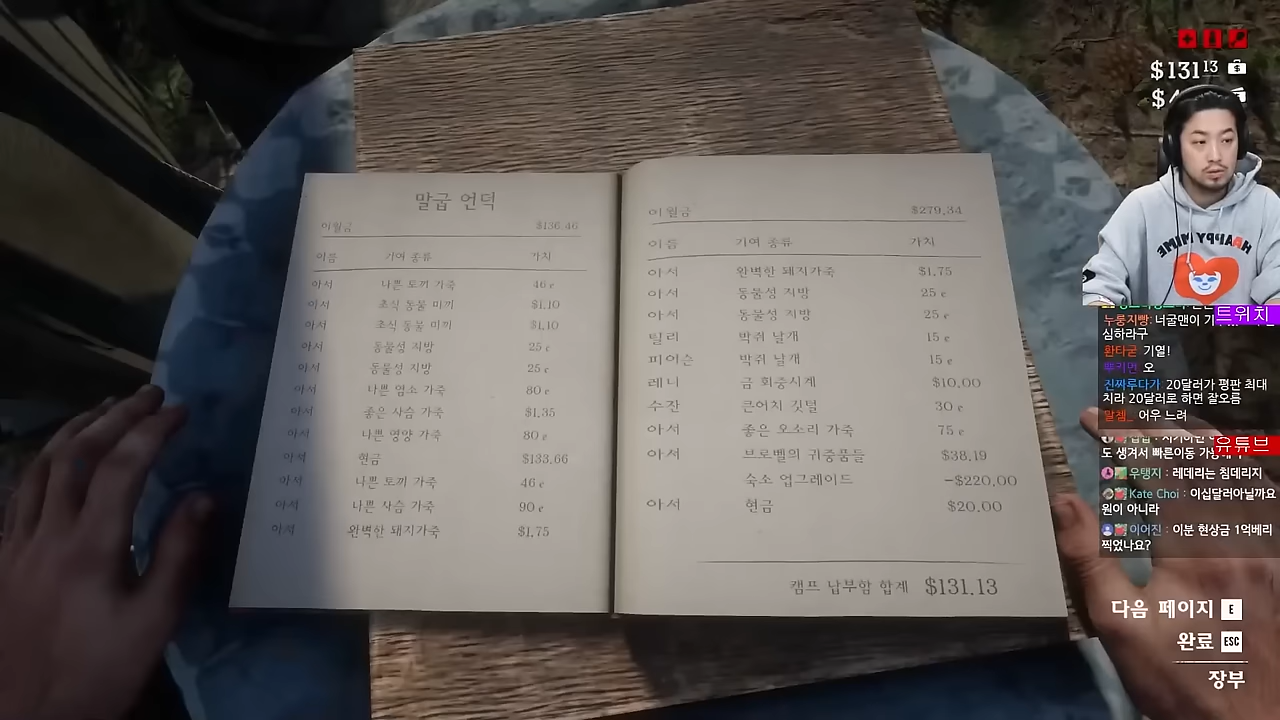 말굽 언덕
이월금 $136.46
이름 기여 종류 가치
아서 나쁜 토끼 가죽 46 ¢
아서 초식 동물 미끼 $1.10
아서 초식 동물 미끼 $1.10
아서 동물성 지방 25 ¢
아서 동물성 지방 25 ¢
아서 나쁜 염소 가죽 80 ¢
아서 좋은 사슴 가죽 $1.35
아서 나쁜 영양 가죽 80 ¢
아서 현금 $133.66
아서 나쁜 토끼 가죽 46 ¢
아서 나쁜 사슴 가죽 90 ¢
아서 완벽한 돼지가죽 $1.75
이월금 $279.34
이름 기여 종류 가치
아서 완벽한 돼지가죽 $1.75
아서 동물성 지방 25 ¢
아서 동물성 지방 25 ¢
틸리 박쥐 날개 15 ¢
피어슨 박쥐 날개 15 ¢
레니 금 회중시계 $10.00
수잔 큰어치 깃털 30 ¢
아서 좋은 오소리 가죽 75 ¢
아서 브로벨의 귀중품들 $38.19
숙소 업그레이드 -$220.00
아서 현금 $20.00
캠프 납부함 합계 $131.13
$131 13
HAPPY MINE
트위치
누룽지빵: 너굴맨이
심하라구
환타굳 기열!
뿌키먼 오
진짜루다가 20달러가 평판 최대
치라 20달러로 하면 잘오름
말쳄_ 어우 느려
유튜브
도 생겨서 빠른이동
우탱지 : 레데리는 침데리지
Kate Choi : 이십달러아닐까요
원이 아니라
이어진 : 이분 현상금 1억베리
찍었나요?
다음 페이지 E
완료 ESC
장부